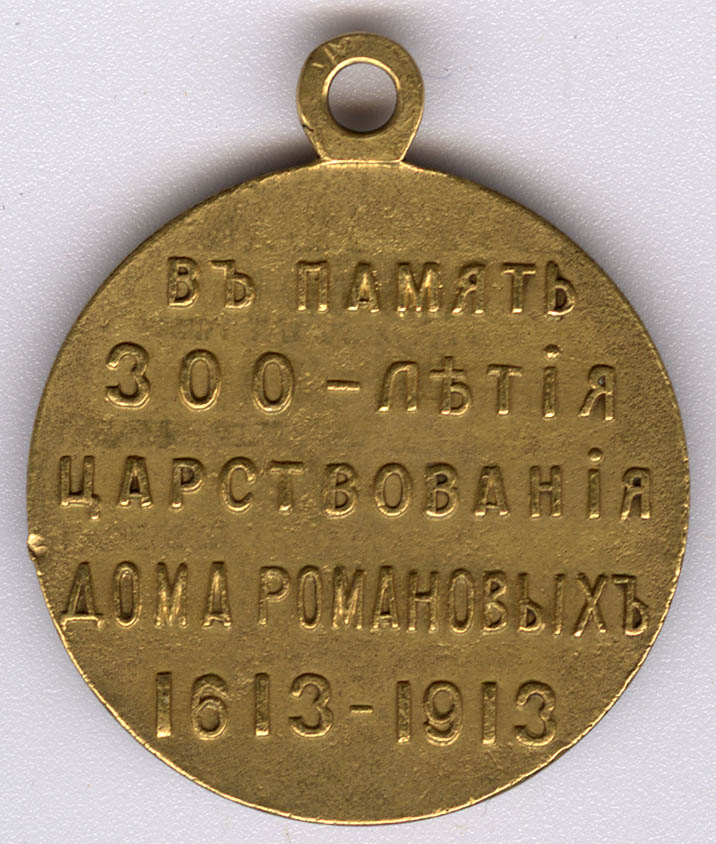 ВЪ ПАМЯТЬ
300-ЛѢТІЯ
ЦАРСТВОВАНІЯ
ДОМА РОМАНОВЫХЪ
1613-1913